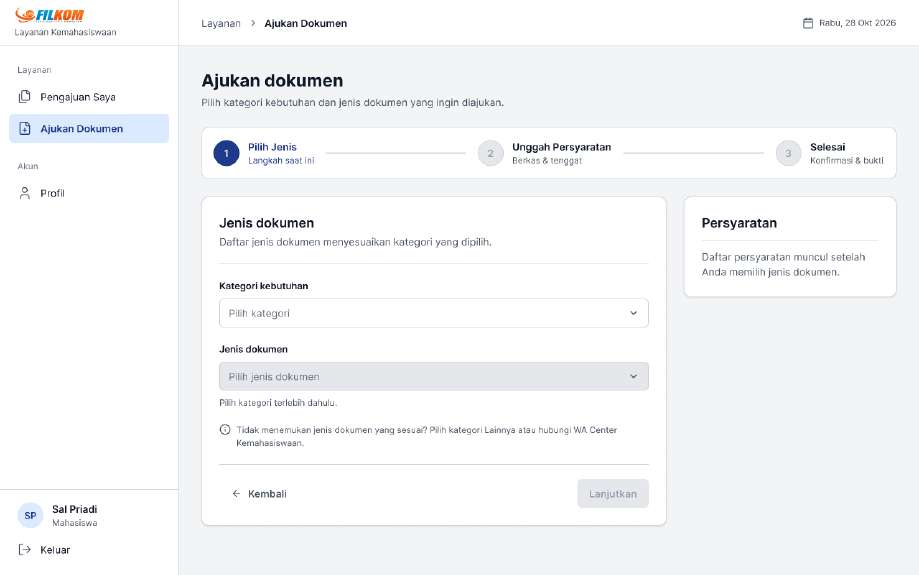 FILKOM
Layanan Kemahasiswaan
Layanan
Pengajuan Saya
Ajukan Dokumen
Akun
Profil
SP
Sal Priadi
Mahasiswa
Keluar
Layanan > Ajukan Dokumen
Rabu, 28 Okt 2026
Ajukan dokumen
Pilih kategori kebutuhan dan jenis dokumen yang ingin diajukan.
1
Pilih Jenis
Langkah saat ini
2
Unggah Persyaratan
Berkas & tenggat
3
Selesai
Konfirmasi & bukti
Jenis dokumen
Daftar jenis dokumen menyesuaikan kategori yang dipilih.
Kategori kebutuhan
Pilih kategori
Jenis dokumen
Pilih jenis dokumen
Pilih kategori terlebih dahulu.
Tidak menemukan jenis dokumen yang sesuai? Pilih kategori Lainnya atau hubungi WA Center
Kemahasiswaan.
Kembali
Lanjutkan
Persyaratan
Daftar persyaratan muncul setelah
Anda memilih jenis dokumen.